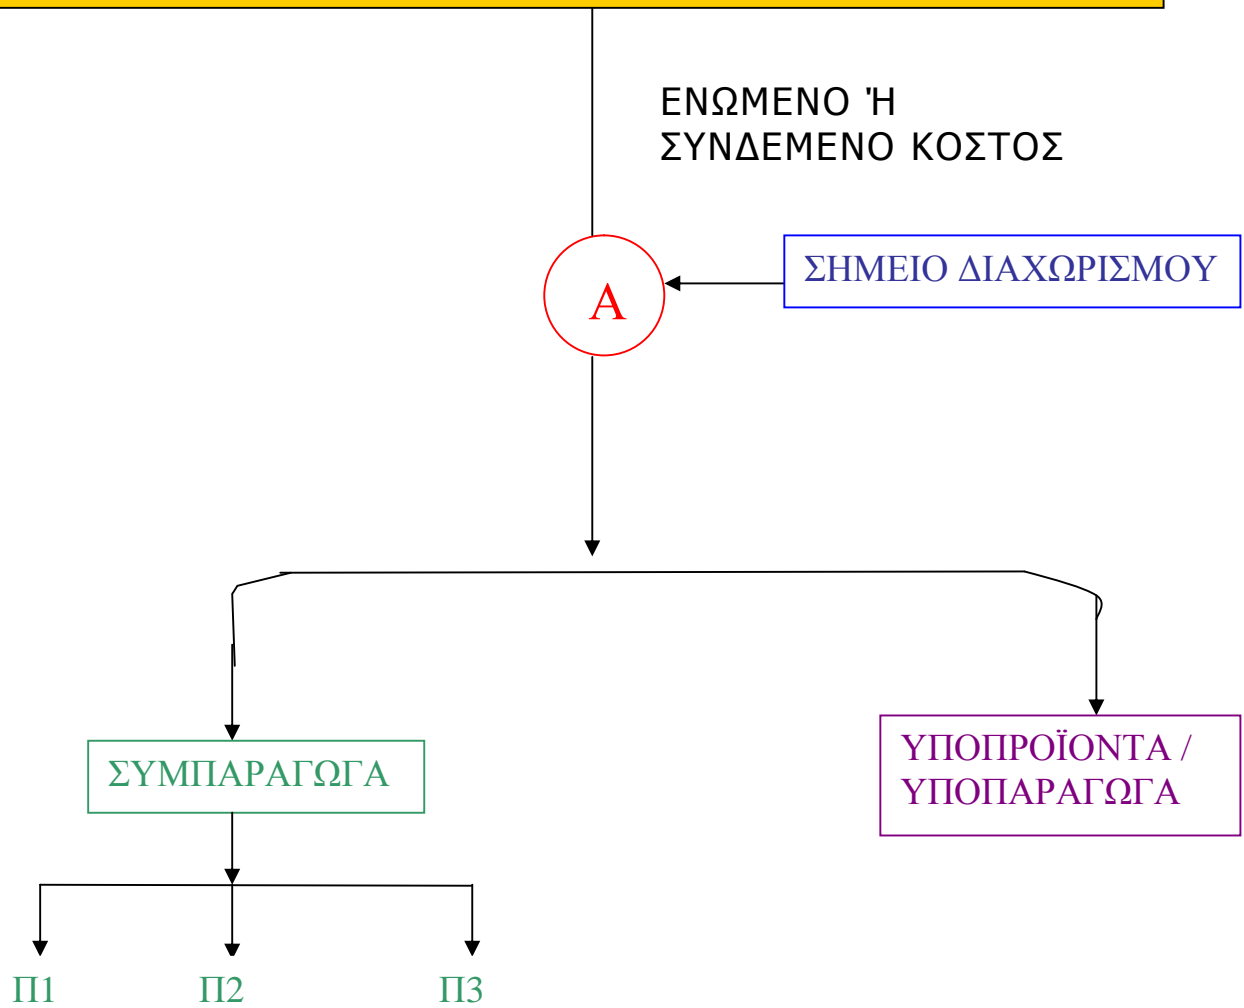 ΕΝΩΜΕΝΟ Ή
ΣΥΝΔΕΜΕΝΟ ΚΟΣΤΟΣ
ΣΗΜΕΙΟ ΔΙΑΧΩΡΙΣΜΟΥ
Α
ΣΥΜΠΑΡΑΓΩΓΑ
ΥΠΟΠΡΟΪΟΝΤΑ /
ΥΠΟΠΑΡΑΓΩΓΑ
Π1 Π2 Π3